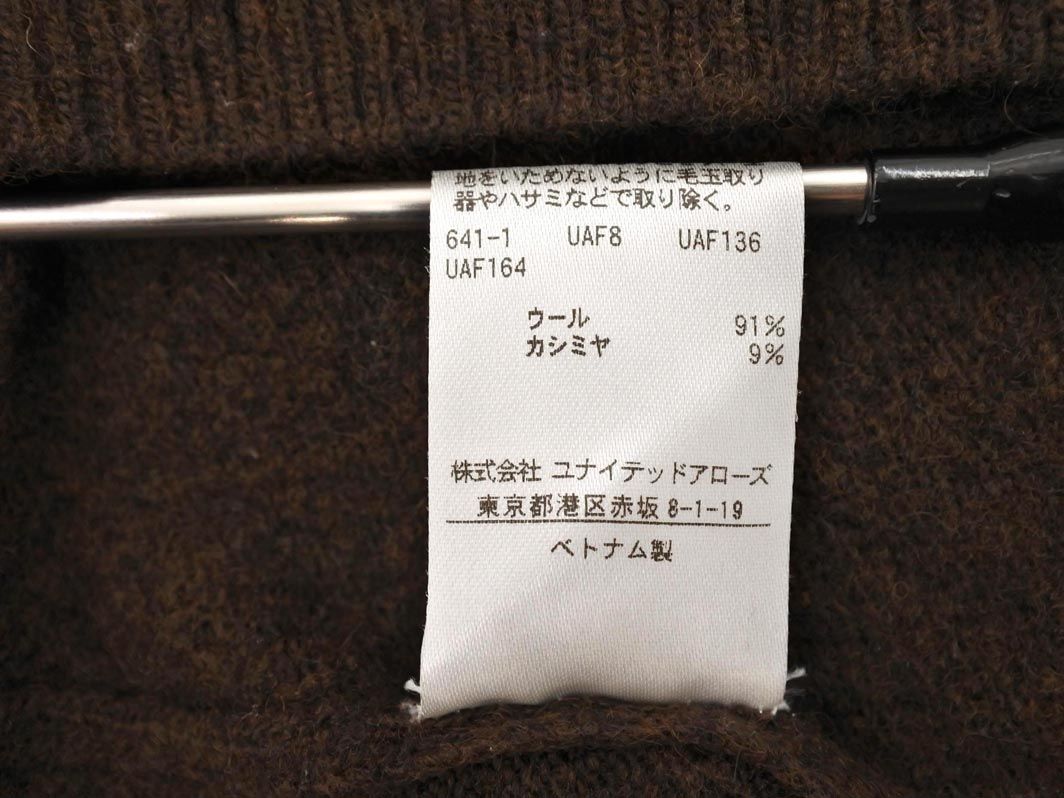 地をいためないように毛玉取り
器やハサミなどで取り除く。
641-1 UAF8 UAF136
UAF164
ウール 91%
カシミヤ 9%
株式会社 ユナイテッドアローズ
東京都港区赤坂8-1-19
ベトナム製